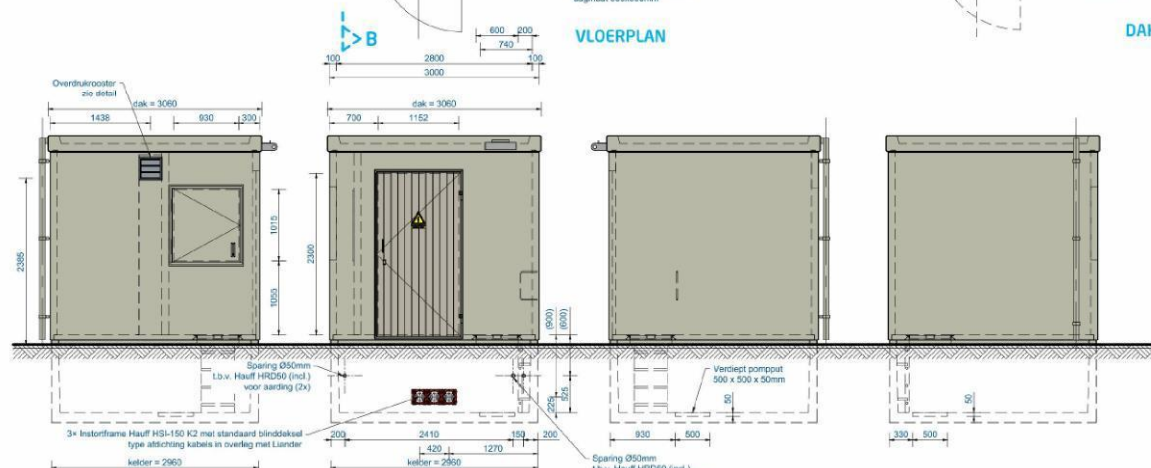 B
600 200
740
VLOERPLAN
100 2800 100
3000
Overdrukrooster
zie detail
dak = 3060
1438 930 300
dak = 3060
700 1152
2385
1015
1050
2300
(900)
(600)
Sparing Ø50mm
t.b.v. Hauff HRD50 (incl.)
voor aarding (2x)
525
225
Verdiept pompput
500 x 500 x 50mm
50
50
3× Instortframe Hauff HSI-150 K2 met standaard blinddeksel
type afdichting kabels in overleg met Liander
200 2410 150 200
420 1270
930 500
330 500
kelder = 2960
kelder = 2960
Sparing Ø50mm